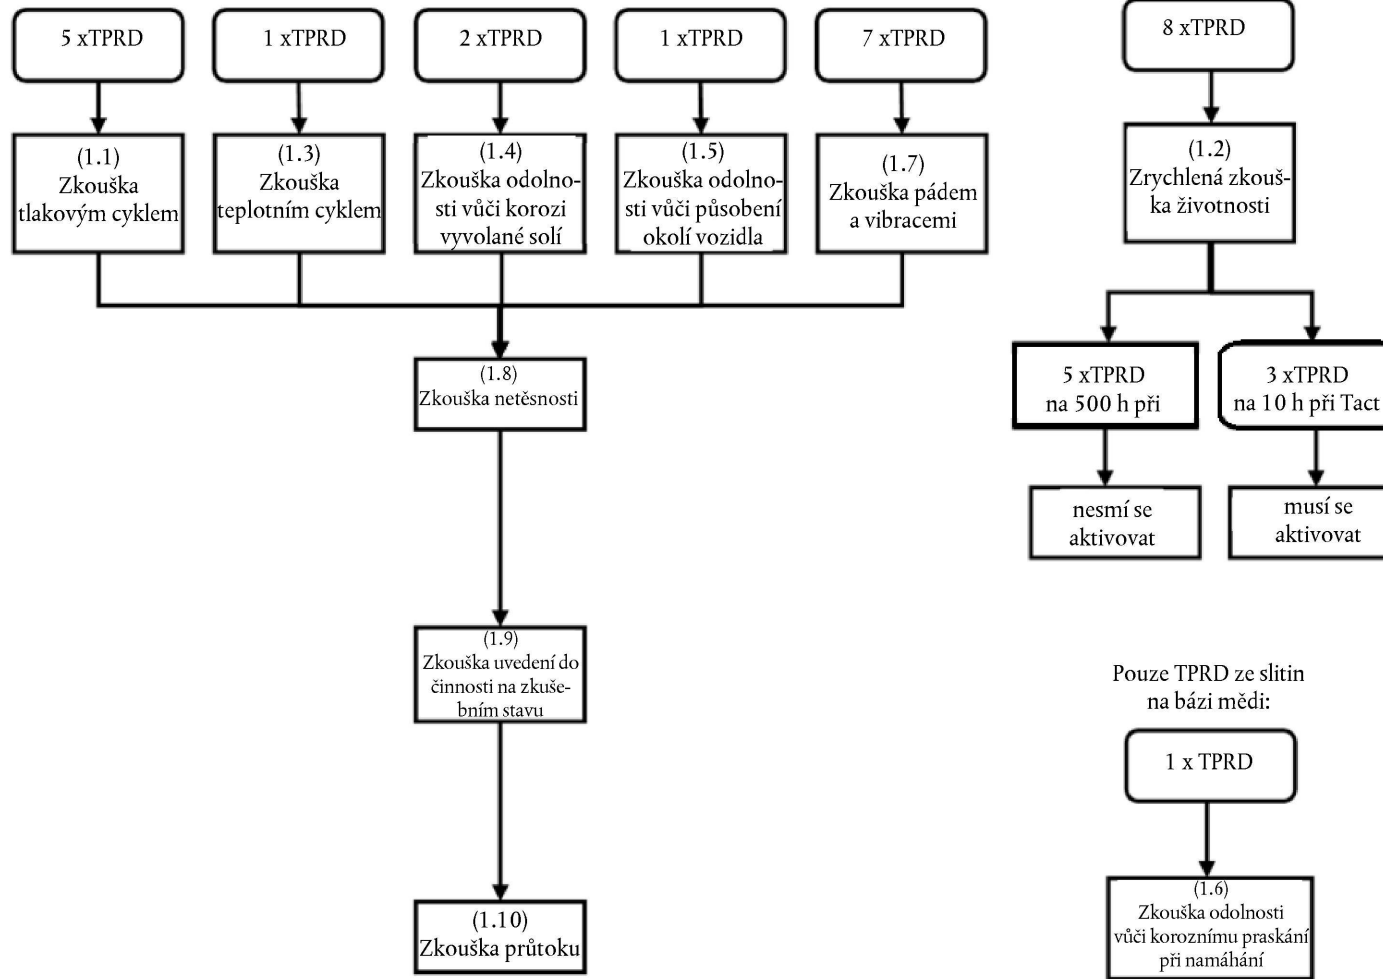 5 xTPRD
1 xTPRD
2 xTPRD
1 xTPRD
7 xTPRD
8 xTPRD
(1.1)
Zkouška
tlakovým cyklem
(1.3)
Zkouška
teplotním cyklem
(1.4)
Zkouška odolno-
sti vůči korozi
vyvolané solí
(1.5)
Zkouška odolno-
sti vůči působení
okolí vozidla
(1.7)
Zkouška pádem
a vibracemi
(1.2)
Zrychlená zkouš-
ka životnosti
(1.8)
Zkouška netěsnosti
5 xTPRD
na 500 h při
3 xTPRD
na 10 h při Tact
nesmí se
aktivovat
musí se
aktivovat
(1.9)
Zkouška uvedení do
činnosti na zkuše-
bním stavu
Pouze TPRD ze slitin
na bázi mědi:
1 x TPRD
(1.10)
Zkouška průtoku
(1.6)
Zkouška odolnosti
vůči koroznímu praskání
při namáhání